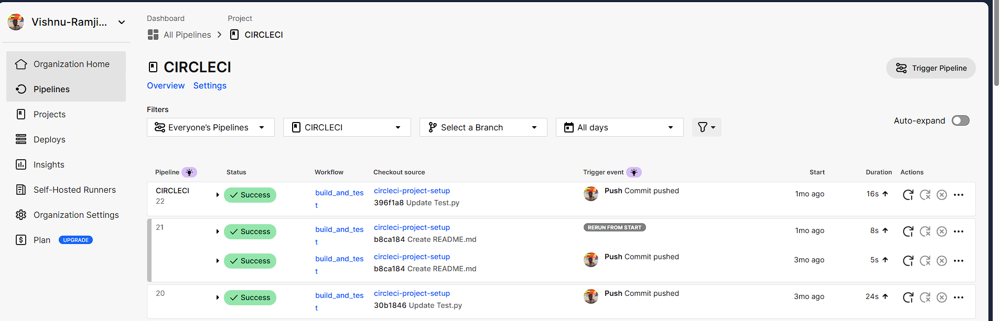 Vishnu-Ramji...
Organization Home
Pipelines
Projects
Deploys
Insights
Self-Hosted Runners
Organization Settings
Plan UPGRADE
Dashboard Project
All Pipelines CIRCLECI
CIRCLECI
Trigger Pipeline
Overview Settings
Filters
Everyone's Pipelines CIRCLECI Select a Branch All days
Auto-expand
Pipeline Status Workflow Checkout source Trigger event Start Duration Actions
CIRCLECI
22
Success
build_and_tes
t
circleci-project-setup
396f1a8 Update Test.py
Push Commit pushed
1mo ago
16s
21
Success
build_and_tes
t
circleci-project-setup
b8ca184 Create README.md
RERUN FROM START
1mo ago
8s
Success
build_and_tes
t
circleci-project-setup
b8ca184 Create README.md
Push Commit pushed
3mo ago
5s
20
Success
build_and_tes
t
circleci-project-setup
30b1846 Update Test.py
Push Commit pushed
3mo ago
24s